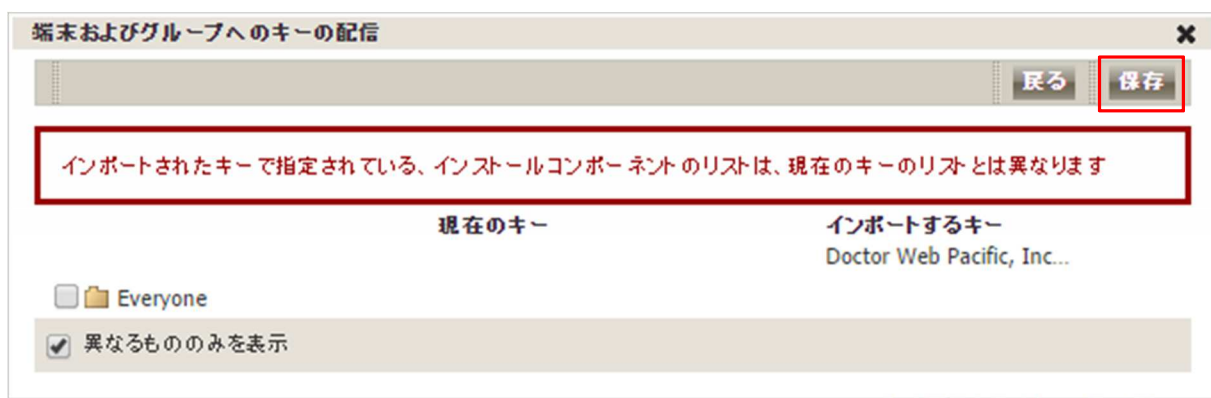 端末およびグループへのキーの配信
戻る 保存
インポートされたキーで指定されている、インストールコンポーネントのリストは、現在のキーのリストとは異なります
現在のキー インポートするキー
Doctor Web Pacific, Inc...
Everyone
異なるもののみを表示